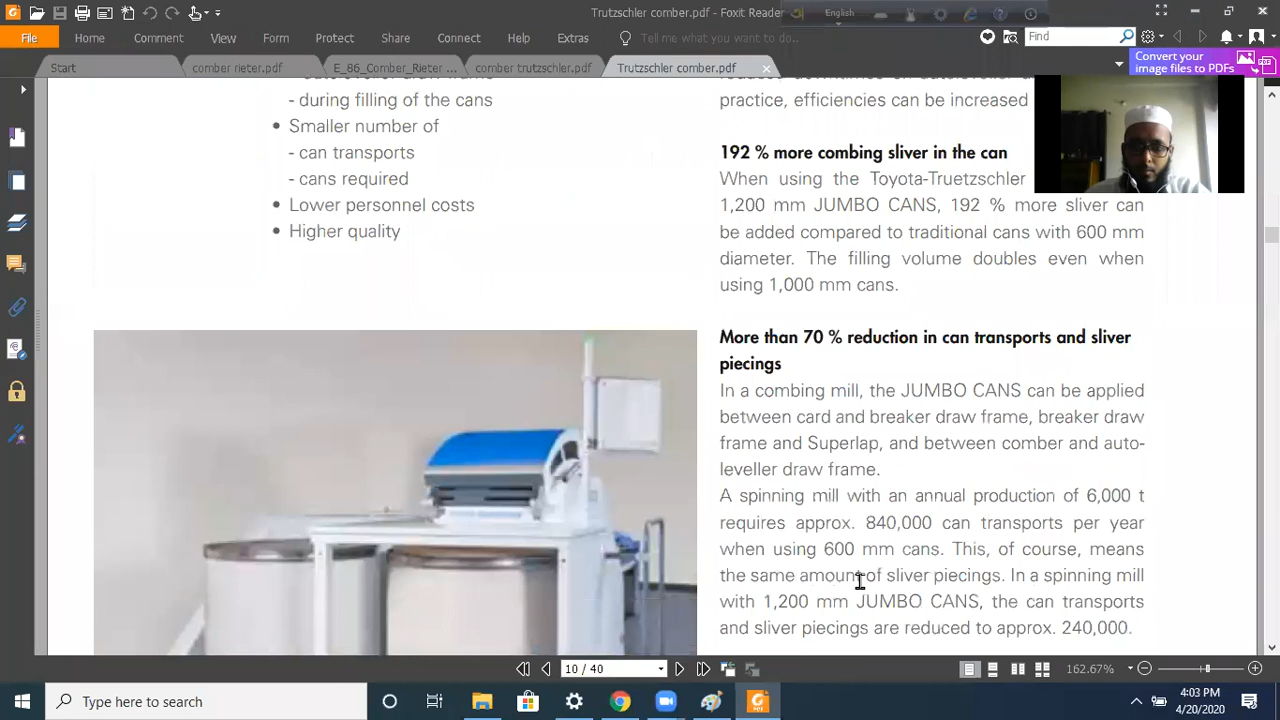 Trutzschler comber.pdf - Foxit Reader
English
File Home Comment View Form Protect Share Connect Help Extras Tell me what you want to do... Find
Start comber rieter.pdf E_86_Comber_Rieter_... comber trutzschler.pdf Trutzschler comber.pdf
Convert your
image files to PDFs
- during filling of the cans
• Smaller number of
- can transports
- cans required
• Lower personnel costs
• Higher quality
practice, efficiencies can be increased
192 % more combing sliver in the can
When using the Toyota-Truetzschler
1,200 mm JUMBO CANS, 192 % more sliver can
be added compared to traditional cans with 600 mm
diameter. The filling volume doubles even when
using 1,000 mm cans.
More than 70 % reduction in can transports and sliver
piecings
In a combing mill, the JUMBO CANS can be applied
between card and breaker draw frame, breaker draw
frame and Superlap, and between comber and auto-
leveller draw frame.
A spinning mill with an annual production of 6,000 t
requires approx. 840,000 can transports per year
when using 600 mm cans. This, of course, means
the same amount of sliver piecings. In a spinning mill
with 1,200 mm JUMBO CANS, the can transports
and sliver piecings are reduced to approx. 240,000.
10 / 40
162.67%
Type here to search
4:03 PM
4/20/2020